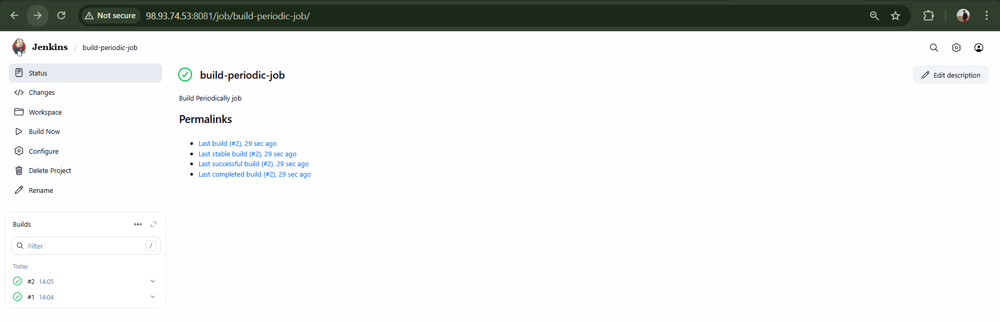 Not secure 98.93.74.53:8081/job/build-periodic-job/
Jenkins / build-periodic-job
Status
Changes
Workspace
Build Now
Configure
Delete Project
Rename
Builds
Filter /
Today
#2 14:05
#1 14:04
build-periodic-job
Edit description
Build Periodically job
Permalinks
Last build (#2), 29 sec ago
Last stable build (#2), 29 sec ago
Last successful build (#2), 29 sec ago
Last completed build (#2), 29 sec ago